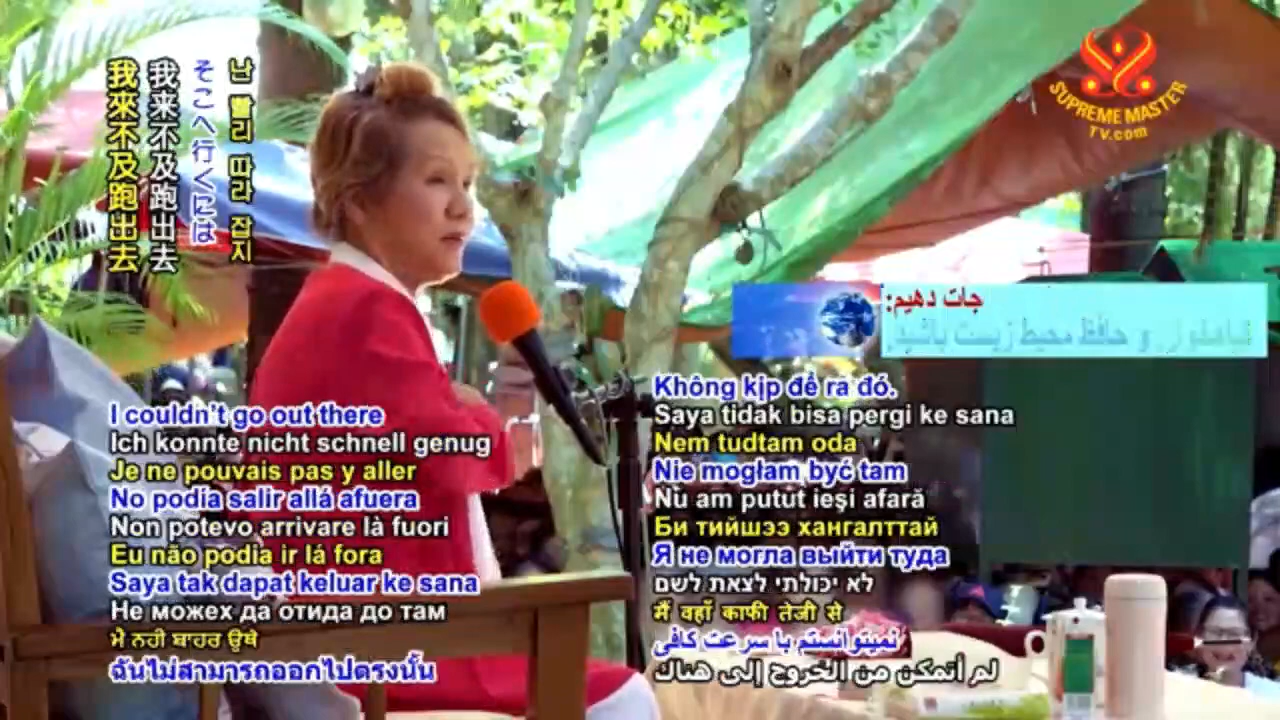 我來不及跑出去
我来不及跑出去
そこへ行くには
난 빨리 따라 잡지
SUPREME MASTER
TV.com
جات دهیم:
و حافظ محیط زیست باشید
I couldn't go out there
Ich konnte nicht schnell genug
Je ne pouvais pas y aller
No podia salir allá afuera
Non potevo arrivare là fuori
Eu não podia ir lá fora
Saya tak dapat keluar ke sana
Не можех да отида до там
ਮੈ ਨਹੀ ਬਾਹਰ ਉਥੇ
ฉันไม่สามารถออกไปตรงนั้น
Không kịp để ra đó.
Saya tidak bisa pergi ke sana
Nem tudtam oda
Nie mogłam być tam
Nu am putut ieşi afară
Би тийшээ хангалттай
Я не могла выйти туда
לא יכולתי לצאת לשם
मैं वहाँ काफी तेजी से
نمیتوانستم با سرعت کافی
لم أتمكن من الخروج إلى هناك